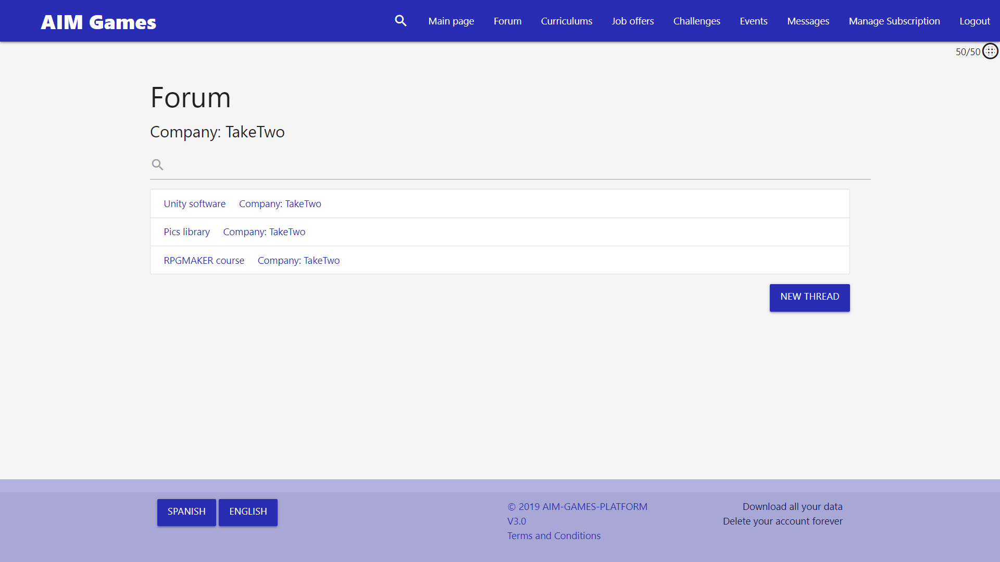 AIM Games
Main page Forum Curriculums Job offers Challenges Events Messages Manage Subscription Logout
50/50
Forum
Company: TakeTwo
Unity software Company: TakeTwo
Pics library Company: TakeTwo
RPGMAKER course Company: TakeTwo
NEW THREAD
SPANISH ENGLISH
© 2019 AIM-GAMES-PLATFORM
V3.0
Terms and Conditions
Download all your data
Delete your account forever